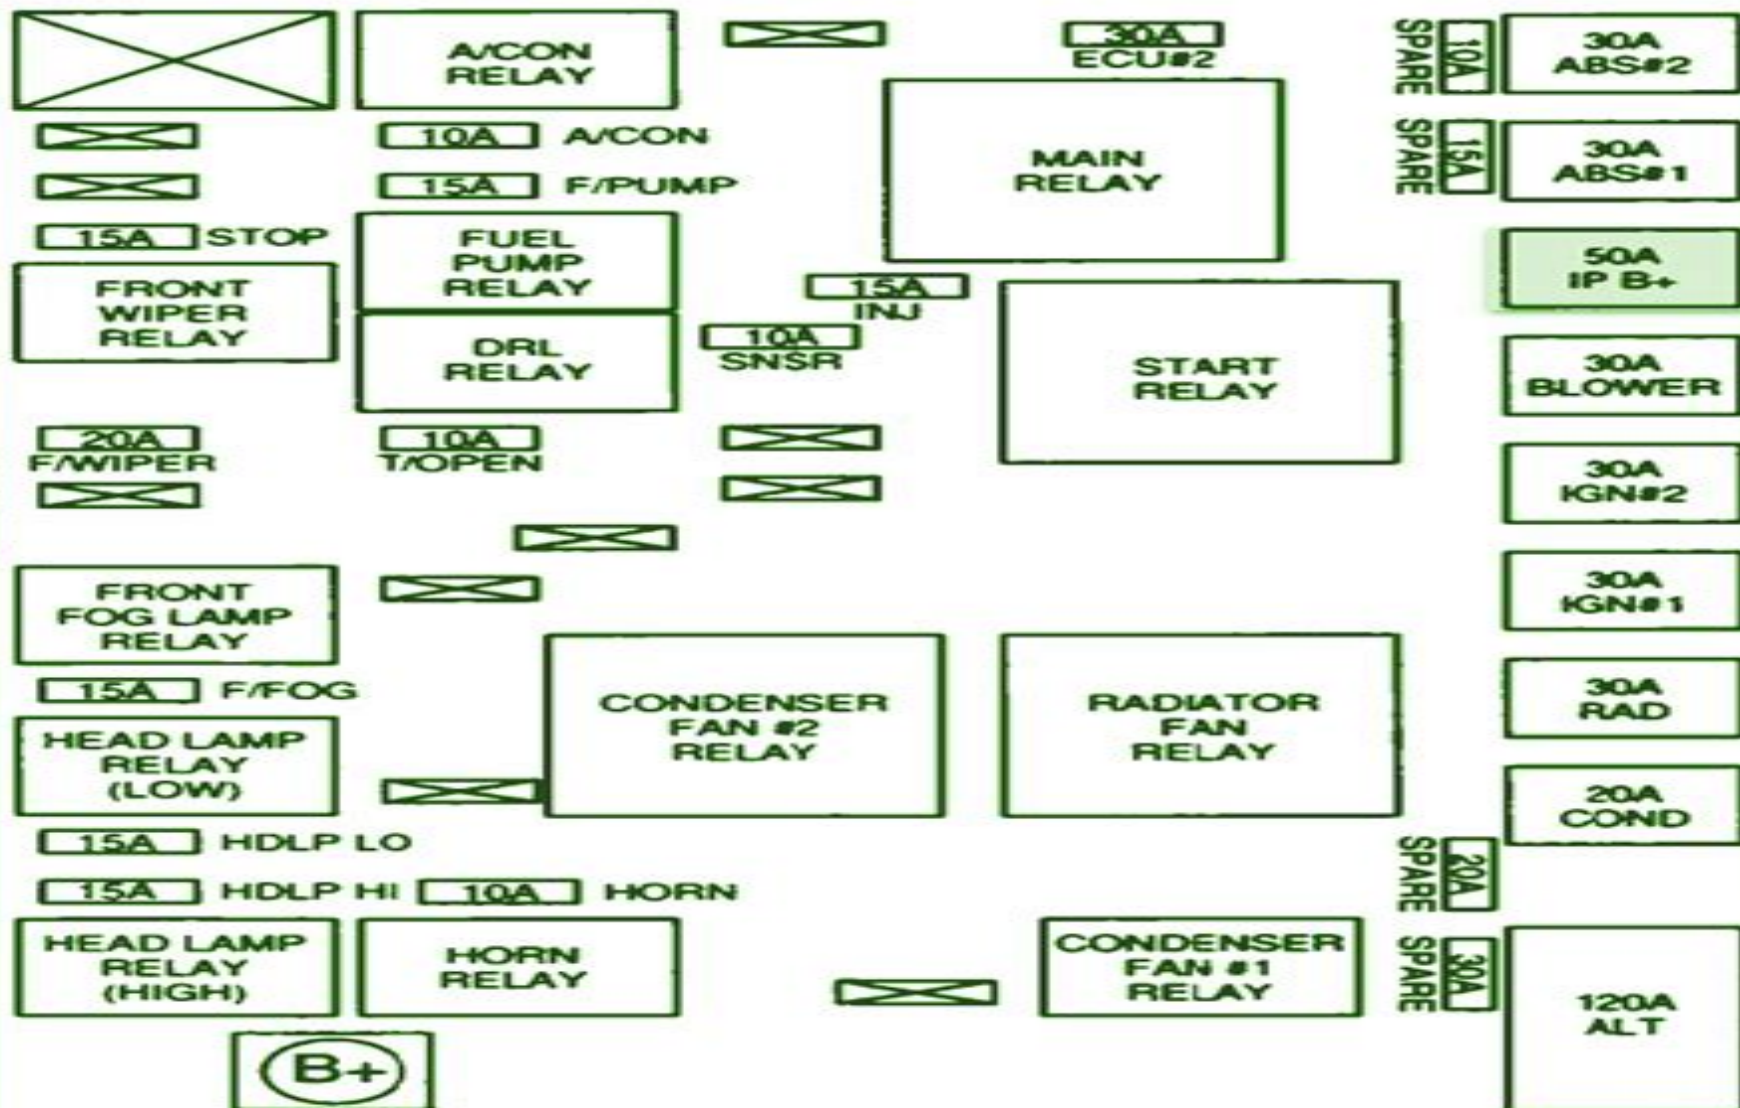 A/CON
RELAY
30A
ECU#2
SPARE
10A
30A
ABS#2
10A
A/CON
15A
F/PUMP
MAIN
RELAY
SPARE
15A
30A
ABS#1
15A
STOP
FUEL
PUMP
RELAY
50A
IP B+
FRONT
WIPER
RELAY
15A
INJ
DRL
RELAY
10A
SNSR
START
RELAY
30A
BLOWER
20A
F/WIPER
10A
T/OPEN
30A
IGN#2
FRONT
FOG LAMP
RELAY
30A
IGN#1
15A
F/FOG
CONDENSER
FAN #2
RELAY
RADIATOR
FAN
RELAY
30A
RAD
HEAD LAMP
RELAY
(LOW)
20A
COND
15A
HDLP LO
SPARE
20A
15A
HDLP HI
10A
HORN
HEAD LAMP
RELAY
(HIGH)
HORN
RELAY
CONDENSER
FAN #1
RELAY
SPARE
30A
120A
ALT
B+